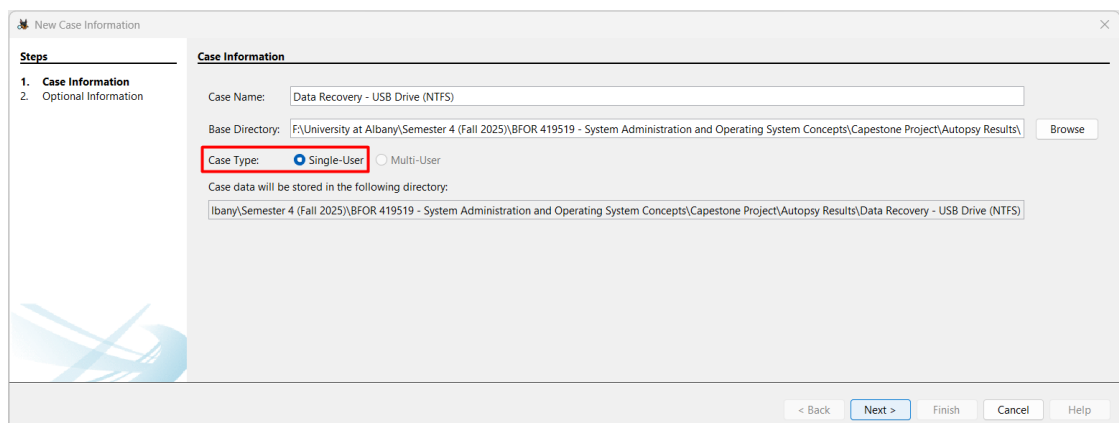 New Case Information
Steps
1. Case Information
2. Optional Information
Case Information
Case Name: Data Recovery - USB Drive (NTFS)
Base Directory: F:\University at Albany\Semester 4 (Fall 2025)\BFOR 419519 - System Administration and Operating System Concepts\Capestone Project\Autopsy Results\ Browse
Case Type: Single-User Multi-User
Case data will be stored in the following directory:
lbany\Semester 4 (Fall 2025)\BFOR 419519 - System Administration and Operating System Concepts\Capestone Project\Autopsy Results\Data Recovery - USB Drive (NTFS)
< Back Next > Finish Cancel Help